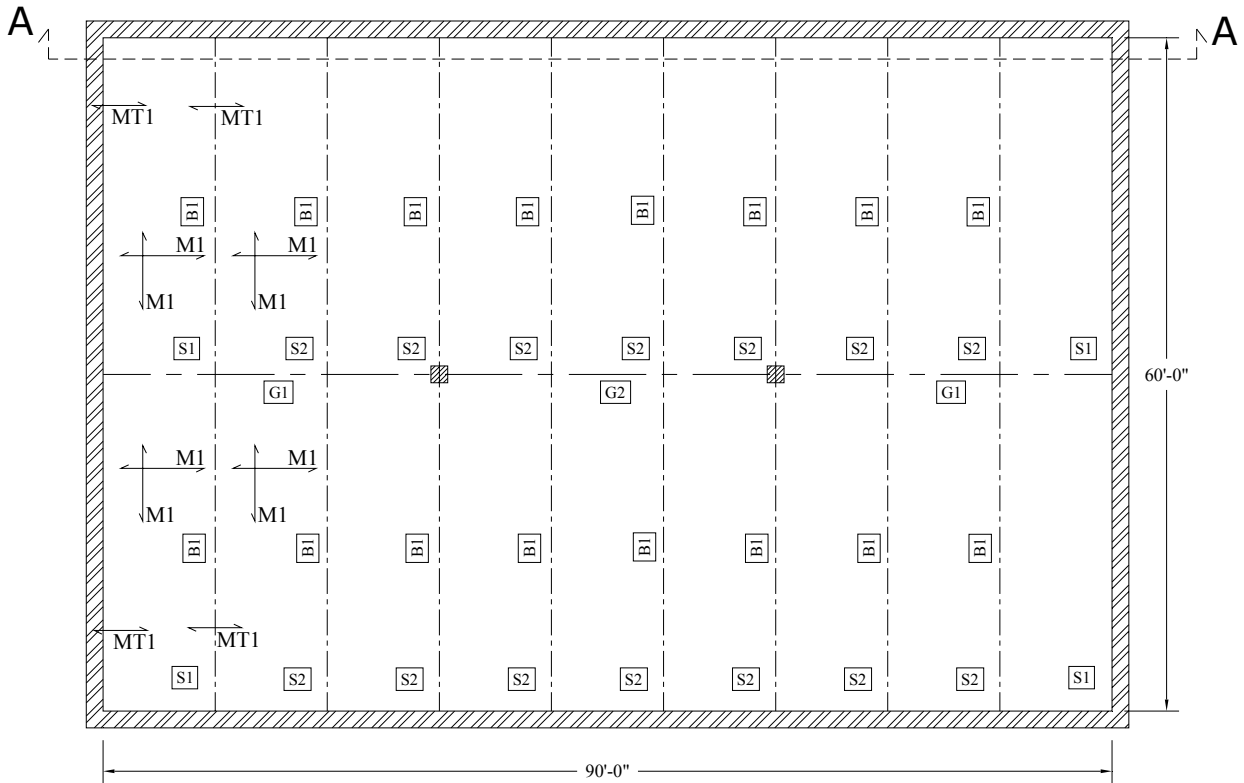 A A
MT1 MT1
B1 B1 B1 B1 B1 B1 B1 B1
M1 M1
M1 M1
S1 S2 S2 S2 S2 S2 S2 S2 S1
60'-0"
G1 G2 G1
M1 M1
M1 M1
B1 B1 B1 B1 B1 B1 B1 B1
MT1 MT1
S1 S2 S2 S2 S2 S2 S2 S2 S1
90'-0"